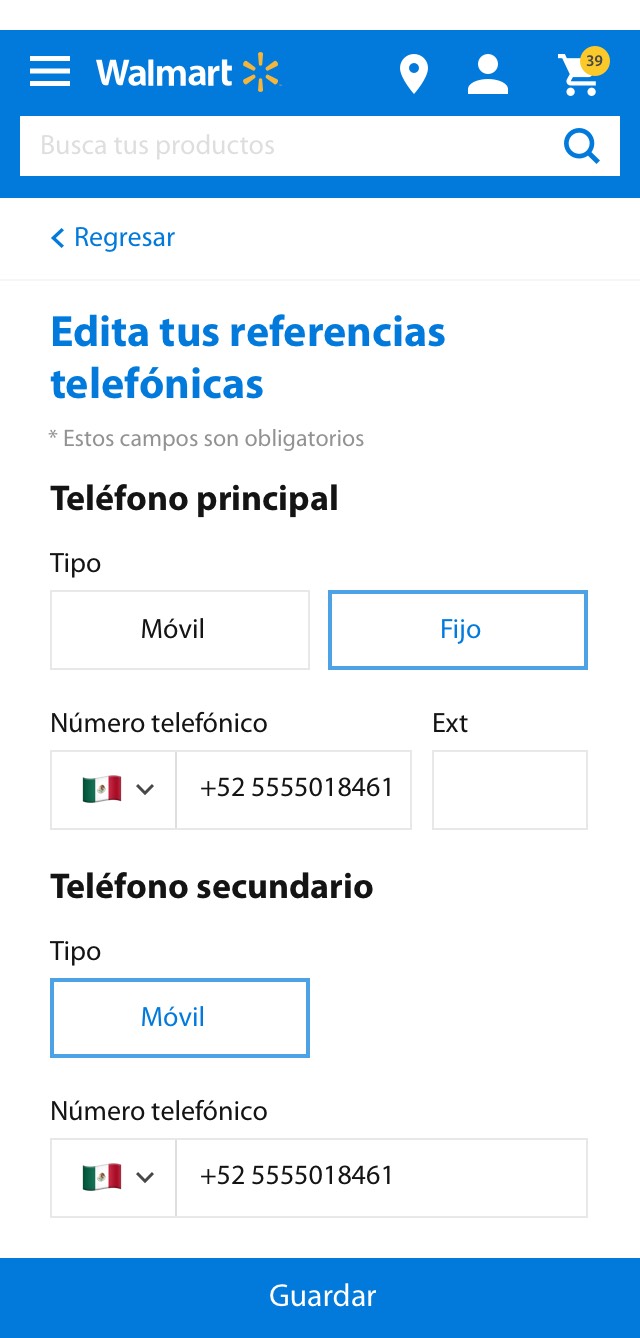 Walmart
39
Busca tus productos
Regresar
Edita tus referencias
telefónicas
* Estos campos son obligatorios
Teléfono principal
Tipo
Móvil Fijo
Número telefónico Ext
+52 5555018461
Teléfono secundario
Tipo
Móvil
Número telefónico
+52 5555018461
Guardar